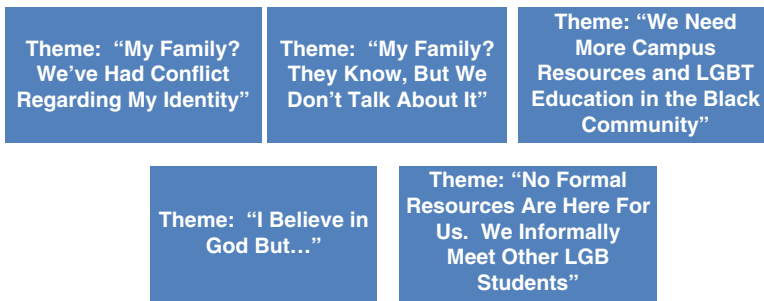 Theme:  “My Family?
We’ve Had Conflict
Regarding My Identity”
Theme:  “My Family?
They Know, But We
Don’t Talk About It”
Theme: “We Need
More Campus
Resources and LGBT
Education in the Black
Community”
Theme:  “I Believe in
God But…”
Theme: “No Formal
Resources Are Here For
Us.  We Informally
Meet Other LGB
Students”